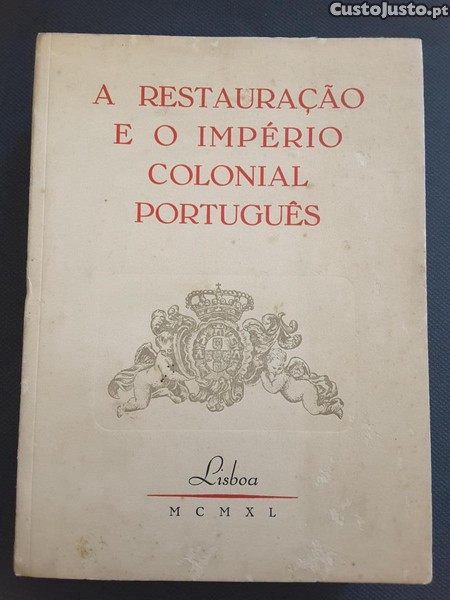 CustoJusto.pt
A RESTAURAÇÃO
E O IMPÉRIO
COLONIAL
PORTUGUÊS
Lisboa
MCMXL